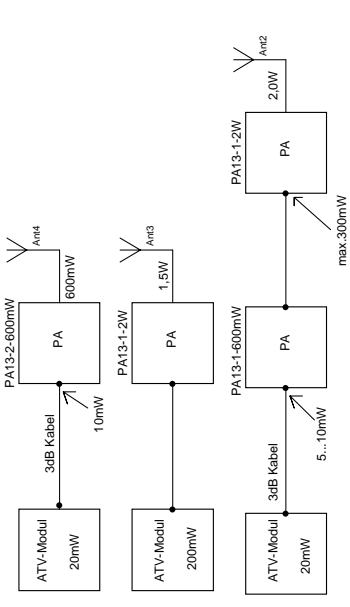 Ant4
PA13-2-600mW
600mW
PA
10mW
3dB Kabel
ATV-Modul
20mW
Ant3
PA13-1-2W
1,5W
PA
ATV-Modul
200mW
Ant2
2,0W
PA13-1-2W
PA
max.300mW
PA13-1-600mW
PA
5...10mW
3dB Kabel
ATV-Modul
20mW